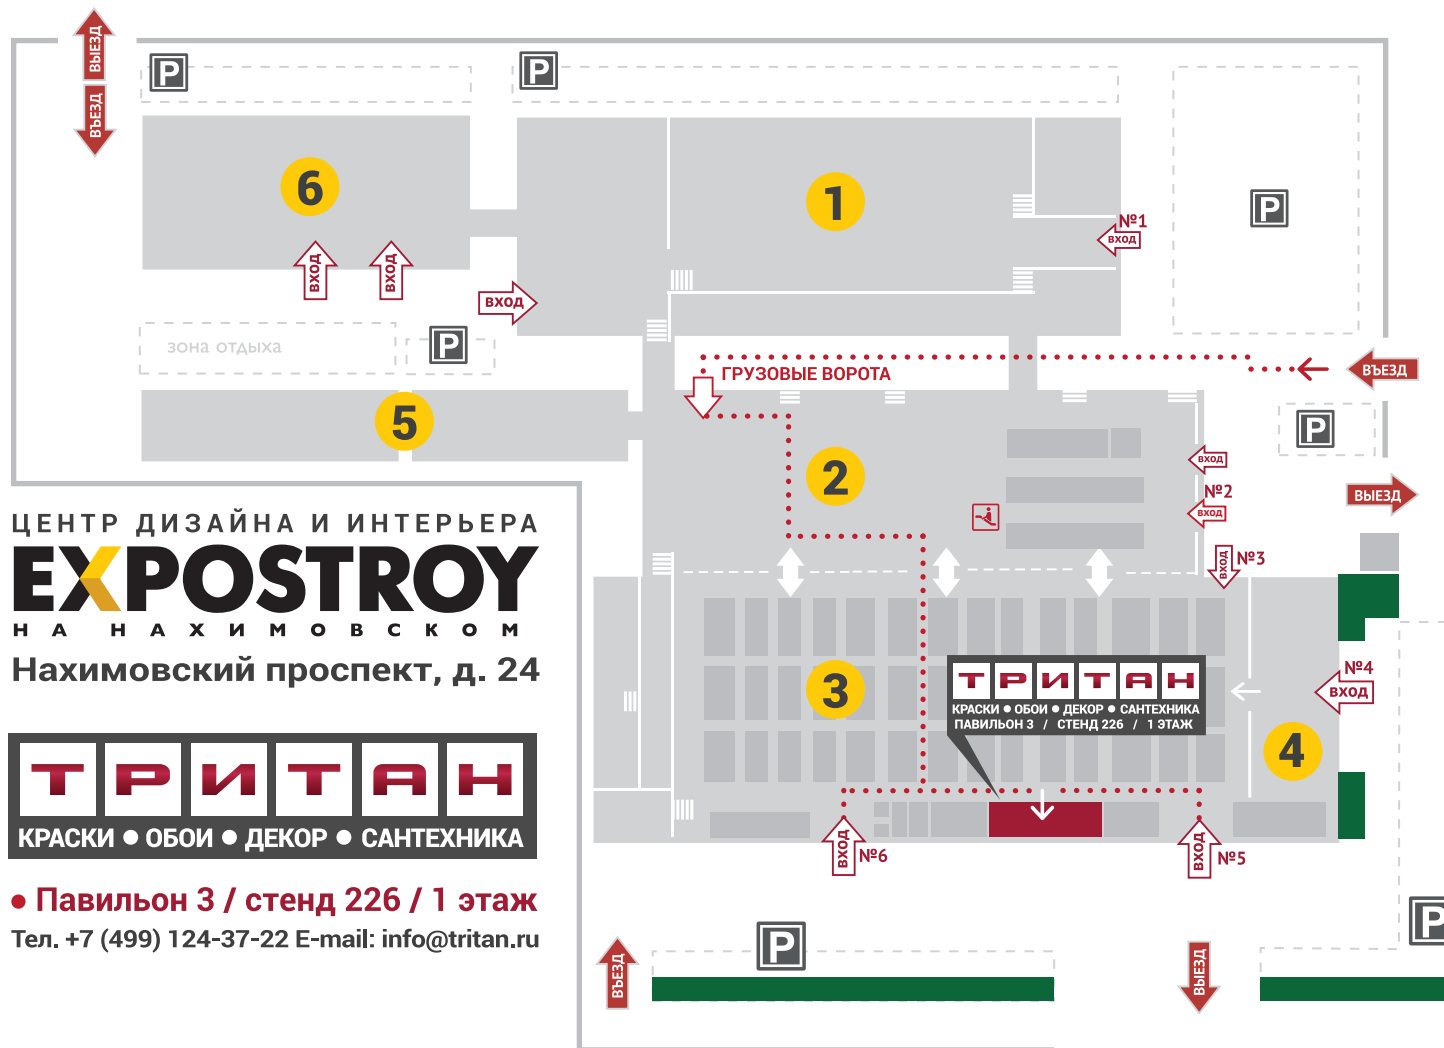 ВЫЕЗД
ВЪЕЗД
P
P
6
1
P
№1
вход
вход
вход
вход
зона отдыха
P
ГРУЗОВЫЕ ВОРОТА
ВЪЕЗД
5
P
2
вход
№2
вход
ВЫЕЗД
№3
вход
ЦЕНТР ДИЗАЙНА И ИНТЕРЬЕРА
EXPOSTROY
НА НАХИМОВСКОМ
Нахимовский проспект, д. 24
3
ТРИТАН
КРАСКИ ● ОБОИ ● ДЕКОР ● САНТЕХНИКА
ПАВИЛЬОН 3 / СТЕНД 226 / 1 ЭТАЖ
№4
вход
4
ТРИТАН
КРАСКИ ● ОБОИ ● ДЕКОР ● САНТЕХНИКА
вход
№6
вход
№5
● Павильон 3 / стенд 226 / 1 этаж
Тел. +7 (499) 124-37-22 E-mail: info@tritan.ru
P
P
ВЪЕЗД
ВЫЕЗД